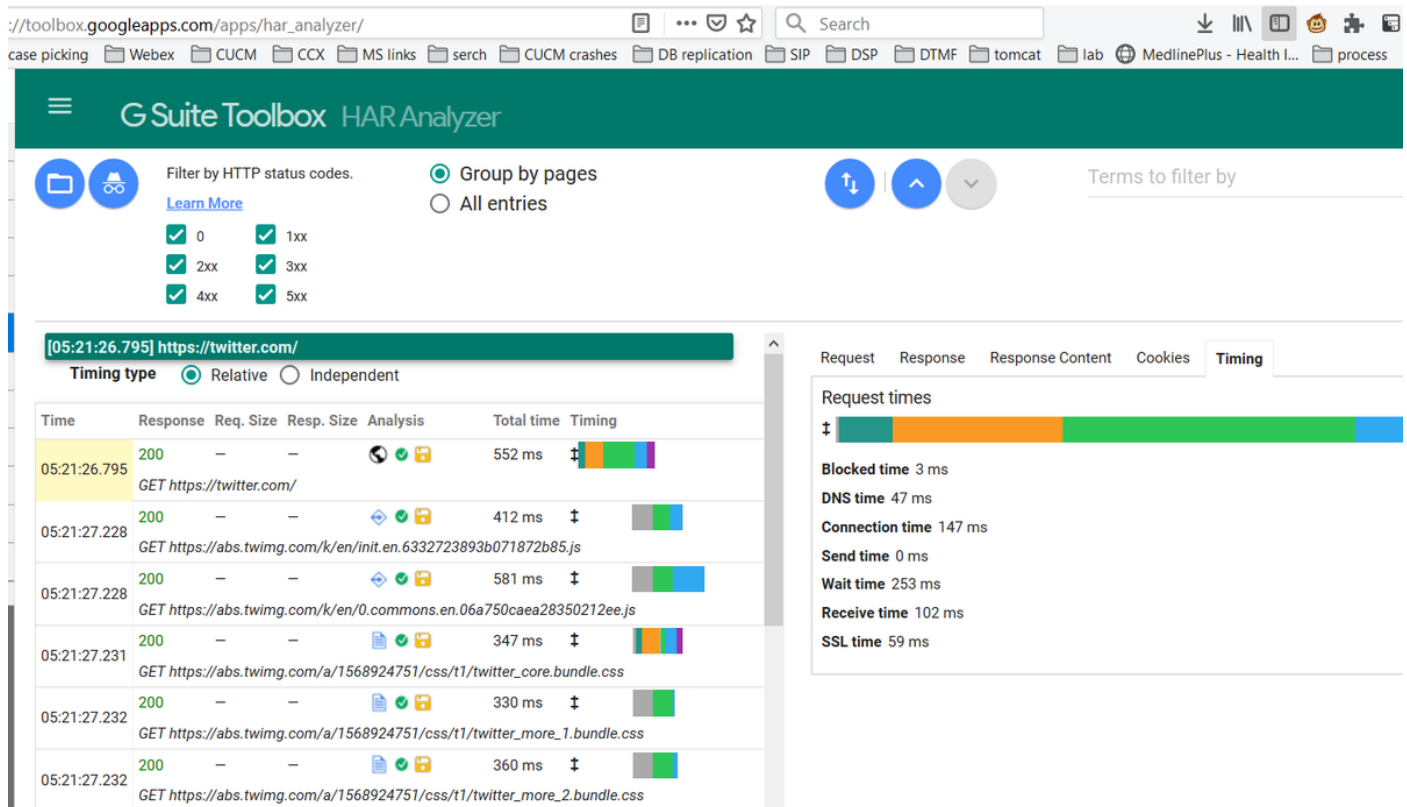 ://toolbox.googleapps.com/apps/har_analyzer/ Search
case picking Webex CUCM CCX MS links serch CUCM crashes DB replication SIP DSP DTMF tomcat lab MedlinePlus - Health I... process
G Suite Toolbox HAR Analyzer
Filter by HTTP status codes.
Learn More
0 1xx
2xx 3xx
4xx 5xx
Group by pages
All entries
Terms to filter by
[05:21:26.795] https://twitter.com/
Timing type Relative Independent
Time Response Req. Size Resp. Size Analysis Total time Timing
05:21:26.795 200 – – 552 ms
GET https://twitter.com/
05:21:27.228 200 – – 412 ms
GET https://abs.twimg.com/k/en/init.en.6332723893b071872b85.js
05:21:27.228 200 – – 581 ms
GET https://abs.twimg.com/k/en/0.commons.en.06a750caea28350212ee.js
05:21:27.231 200 – – 347 ms
GET https://abs.twimg.com/a/1568924751/css/t1/twitter_core.bundle.css
05:21:27.232 200 – – 330 ms
GET https://abs.twimg.com/a/1568924751/css/t1/twitter_more_1.bundle.css
05:21:27.232 200 – – 360 ms
GET https://abs.twimg.com/a/1568924751/css/t1/twitter_more_2.bundle.css
Request Response Response Content Cookies Timing
Request times
Blocked time 3 ms
DNS time 47 ms
Connection time 147 ms
Send time 0 ms
Wait time 253 ms
Receive time 102 ms
SSL time 59 ms